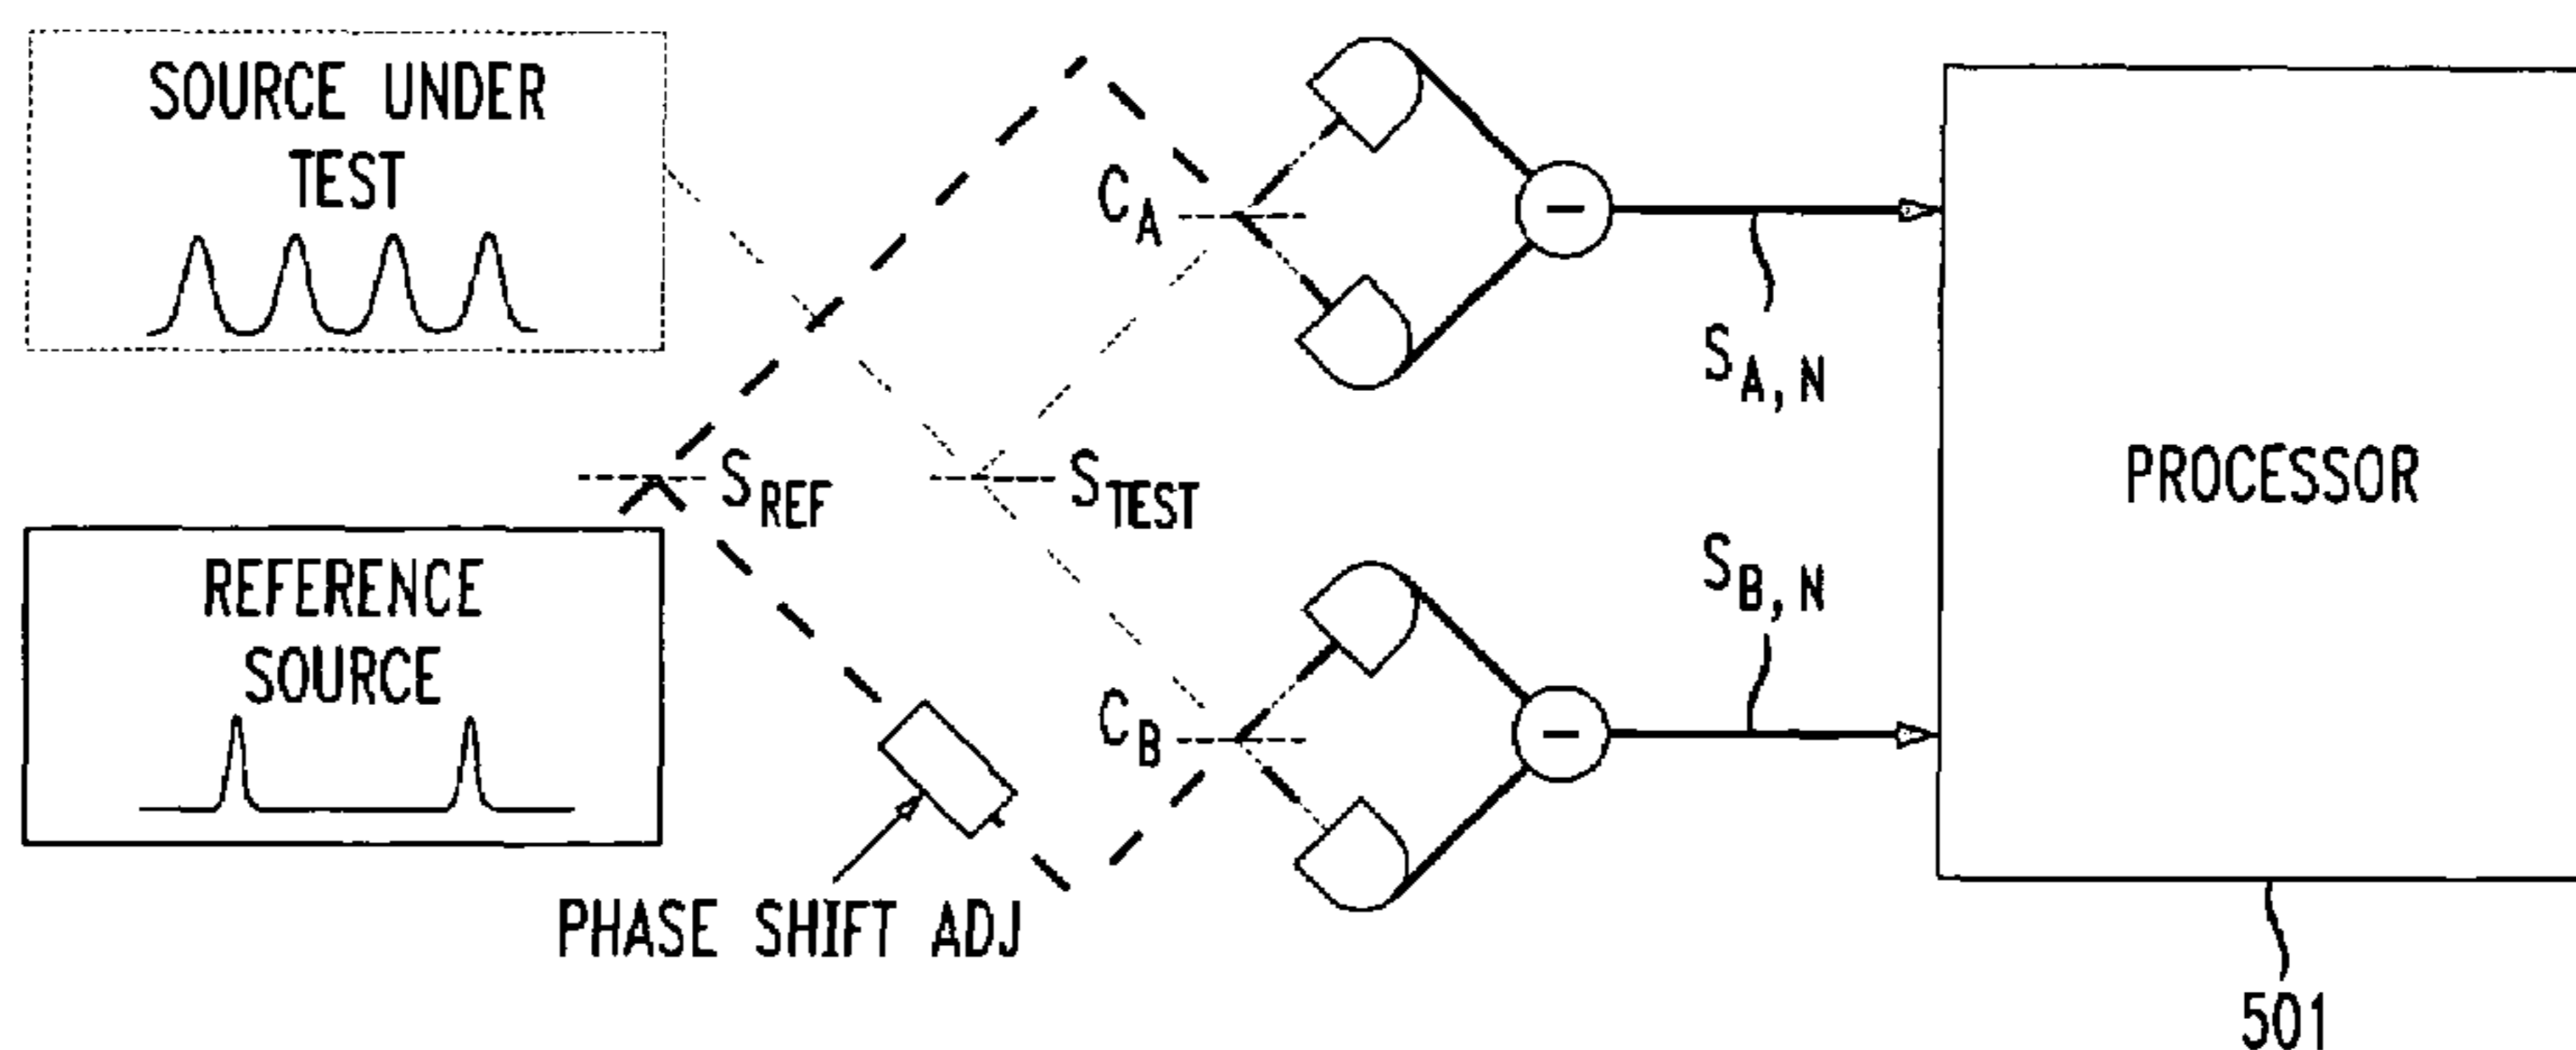 SOURCE UNDER
TEST
C_A
S_A,N
S_REF
S_TEST
PROCESSOR
REFERENCE
SOURCE
S_B,N
C_B
PHASE SHIFT ADJ
501